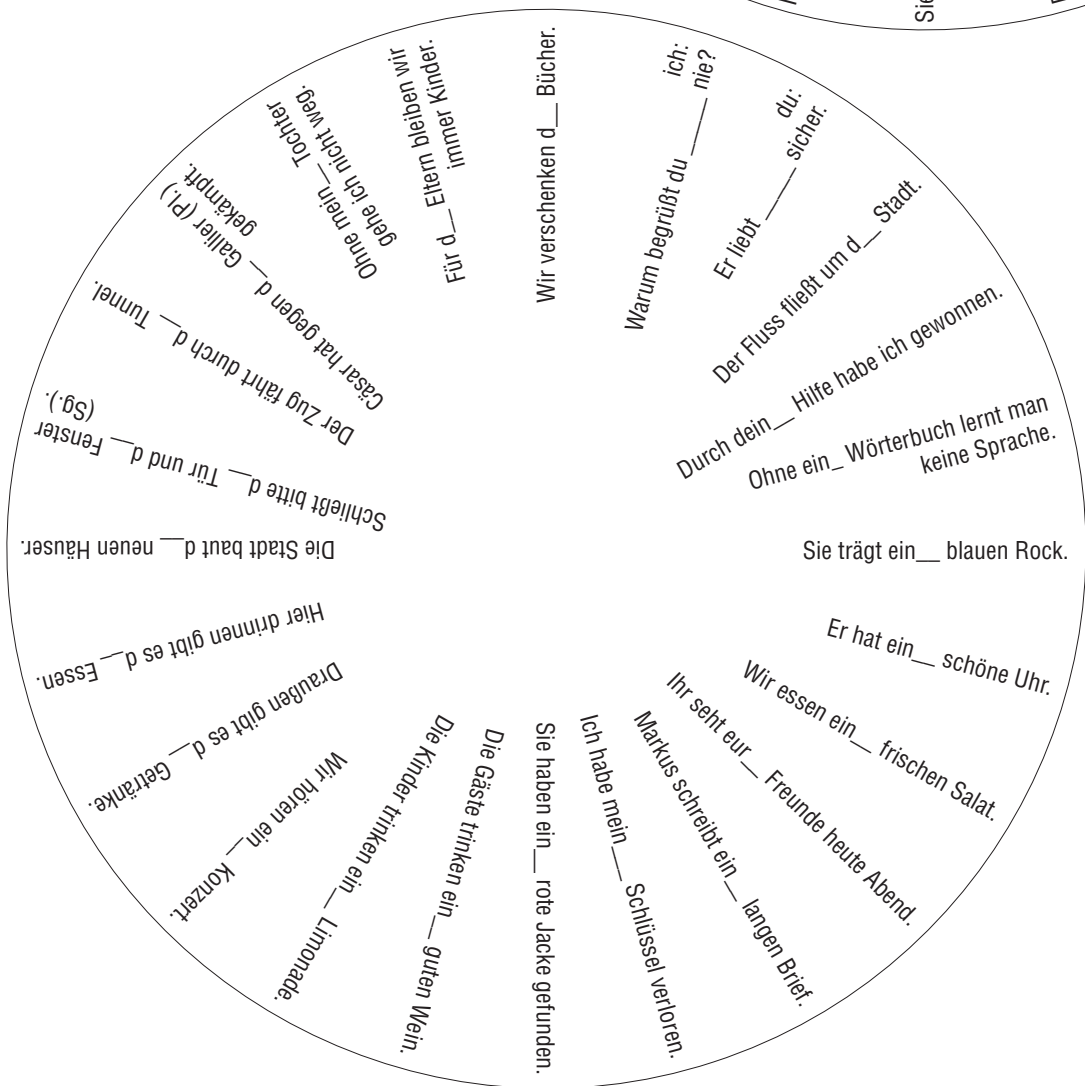 Sie
Wir verschenken d__ Bücher.
ich:
Warum begrüßt du _____ nie?
du:
Er liebt ______ sicher.
Der Fluss fließt um d__ Stadt.
Durch dein__ Hilfe habe ich gewonnen.
Ohne ein_ Wörterbuch lernt man
keine Sprache.
Sie trägt ein__ blauen Rock.
Er hat ein__ schöne Uhr.
Wir essen ein__ frischen Salat.
Ihr seht eur__ Freunde heute Abend.
Markus schreibt ein__ langen Brief.
Ich habe mein___ Schlüssel verloren.
Sie haben ein__ rote Jacke gefunden.
Die Gäste trinken ein__ guten Wein.
Die Kinder trinken ein__ Limonade.
Wir hören ein__ Konzert.
Draußen gibt es d__ Getränke.
Hier drinnen gibt es d__ Essen.
Die Stadt baut d__ neuen Häuser.
Schließt bitte d__ Tür und d__ Fenster
(Sg.).
Der Zug fährt durch d__ Tunnel.
Cäsar hat gegen d__ Gallier (Pl.)
gekämpft.
Ohne mein__ Tochter
gehe ich nicht weg.
Für d__ Eltern bleiben wir
immer Kinder.